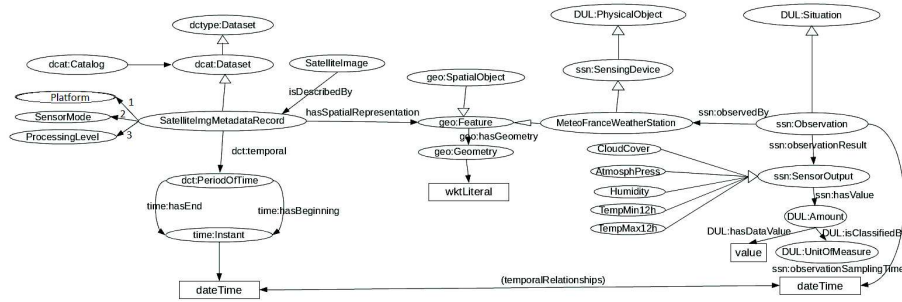 dctype:Dataset
DUL:PhysicalObject
DUL:Situation
dcat:Catalog
dcat:Dataset
SatelliteImage
geo:SpatialObject
ssn:SensingDevice
isDescribedBy
Platform
1
SensorMode
2
ProcessingLevel
3
SatelliteImgMetadataRecord
hasSpatialRepresentation
geo:Feature
MeteoFranceWeatherStation
ssn:observedBy
ssn:Observation
geo:hasGeometry
ssn:observationResult
dct:temporal
geo:Geometry
CloudCover
AtmosphPress
ssn:SensorOutput
dct:PeriodOfTime
wktLiteral
Humidity
ssn:hasValue
time:hasEnd
time:hasBeginning
TempMin12h
TempMax12h
DUL:Amount
time:Instant
DUL:hasDataValue
DUL:isClassifiedBy
value
DUL:UnitOfMeasure
ssn:observationSamplingTime
dateTime
(temporalRelationships)
dateTime